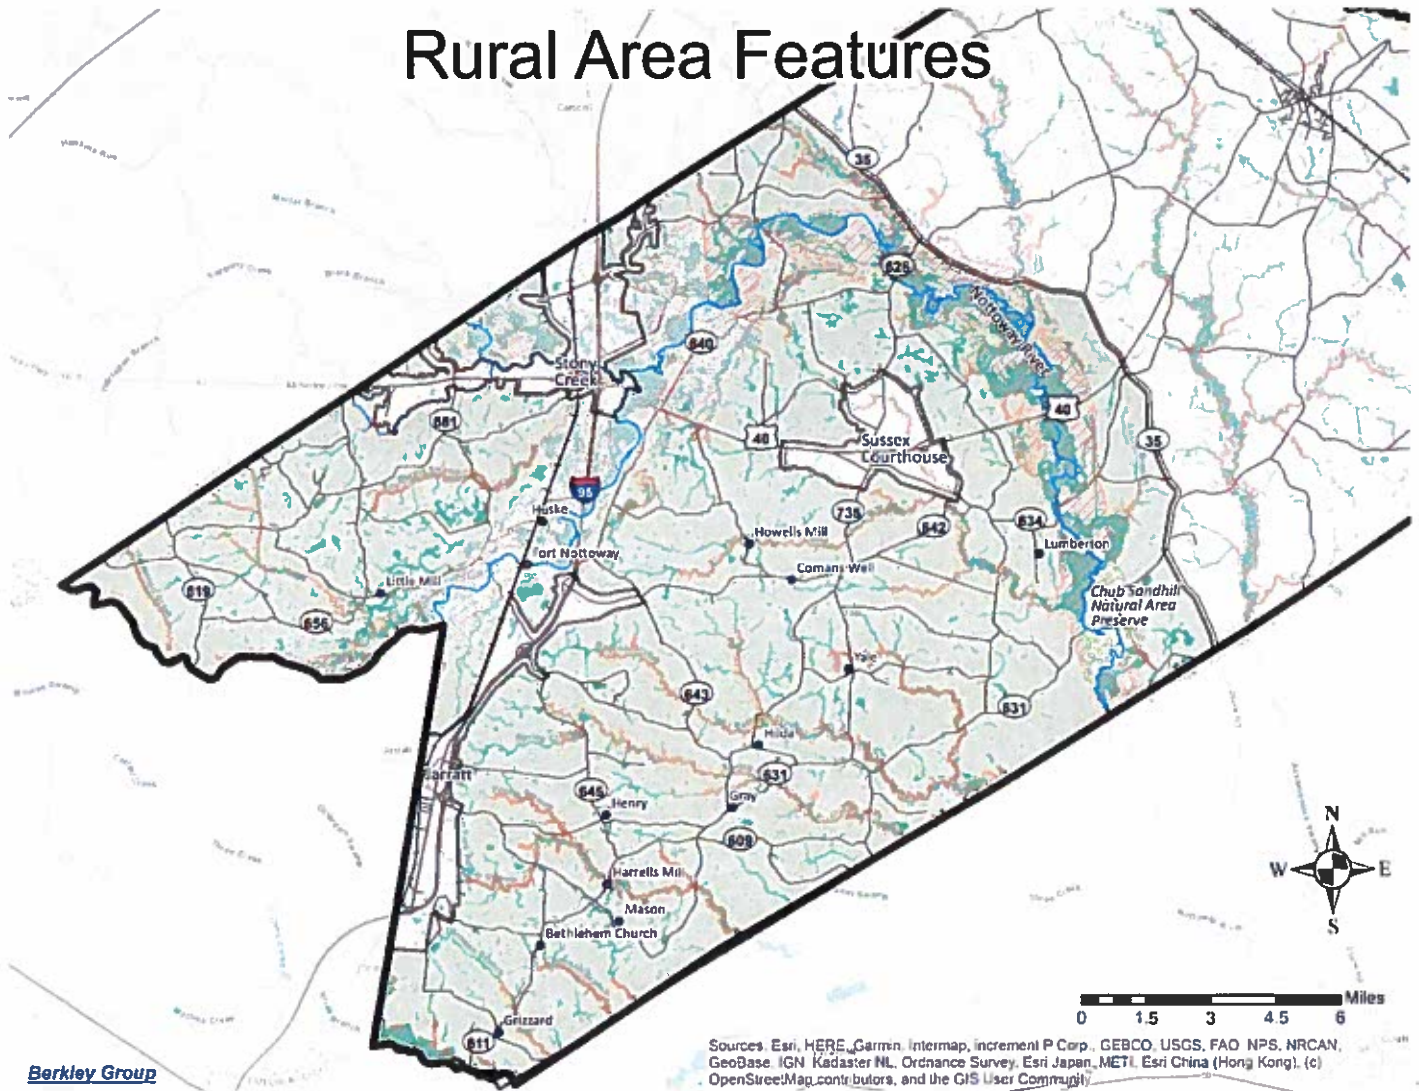 Rural Area Features
35
626
Nottoway River
640
Stony
Creek
681
40
40
35
Sussex
Courthouse
95
Huske
735
642
634
Howells Mill
Lumberton
ort Nottoway
Comans Well
Little Mill
619
656
Chub Sandhill
Natural Area
Preserve
Yale
643
631
Hilda
Jarratt
631
645
Henry
Gray
609
Harrells Mill
Mason
Bethlehem Church
Grizzard
611
N
W E
S
Miles
0 1.5 3 4.5 6
Sources: Esri, HERE, Garmin, Intermap, increment P Corp., GEBCO, USGS, FAO, NPS, NRCAN,
GeoBase, IGN, Kadaster NL, Ordnance Survey, Esri Japan, METI, Esri China (Hong Kong), (c)
OpenStreetMap contributors, and the GIS User Community
Berkley Group